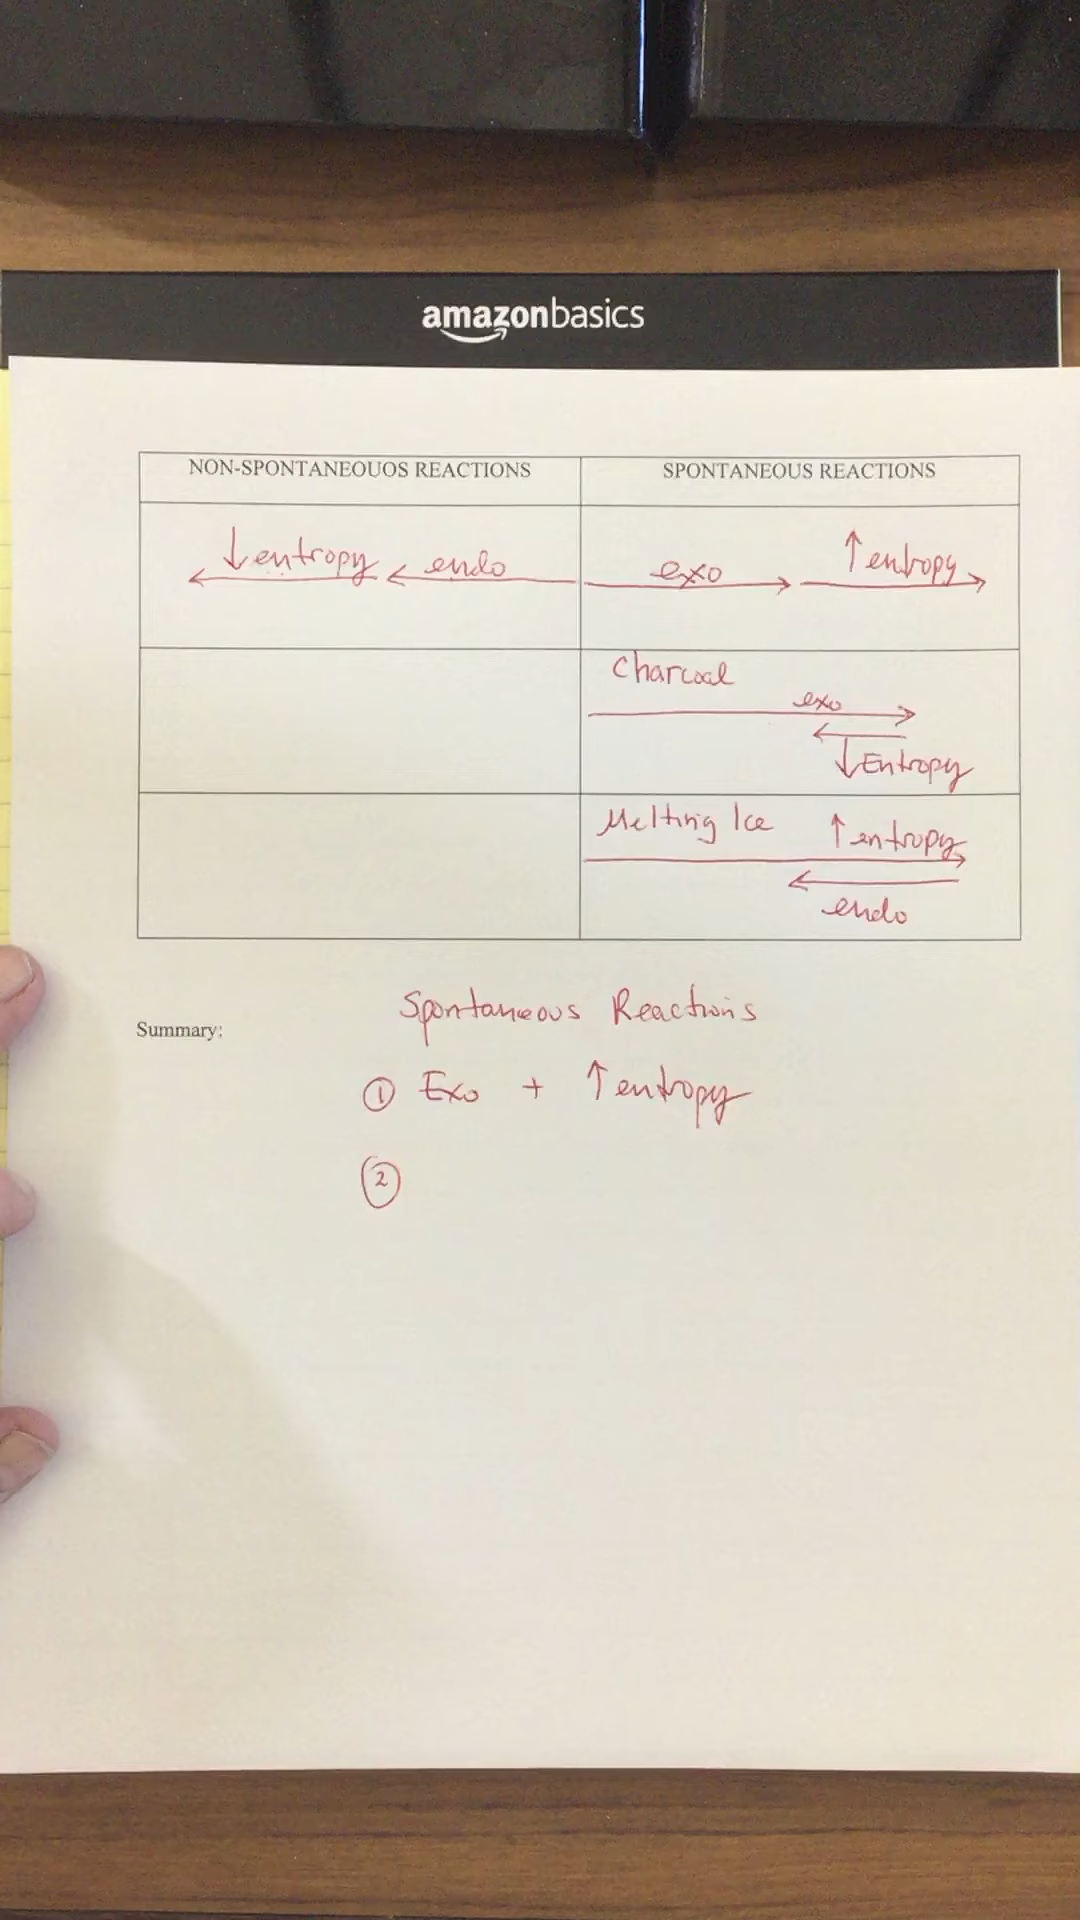 amazonbasics
NON-SPONTANEOUOS REACTIONS
SPONTANEOUS REACTIONS
↓entropy endo
exo ↑entropy
Charcoal
exo
↓Entropy
Melting Ice ↑entropy
endo
Spontaneous Reactions
Summary:
① Exo + ↑entropy
②